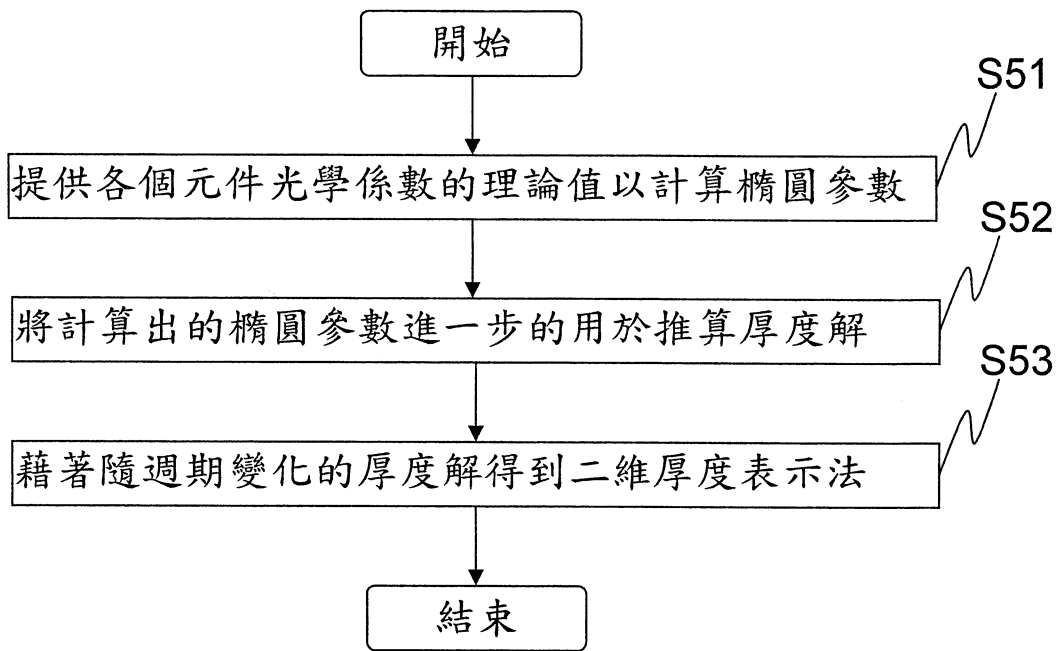 開始
S51
提供各個元件光學係數的理論值以計算橢圓參數
S52
將計算出的橢圓參數進一步的用於推算厚度解
S53
藉著隨週期變化的厚度解得到二維厚度表示法
結束